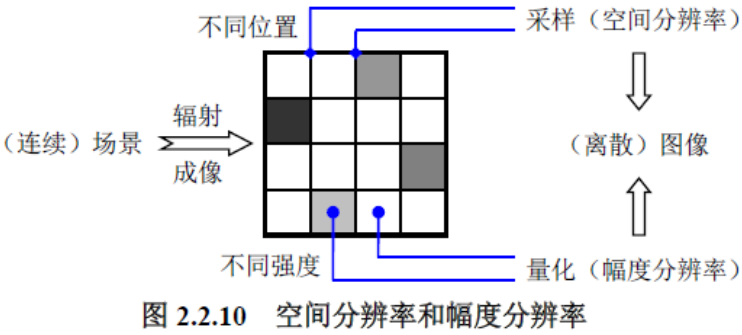 不同位置
采样（空间分辨率）
（连续）场景
辐射
成像
（离散）图像
不同强度
量化（幅度分辨率）
图 2.2.10 空间分辨率和幅度分辨率